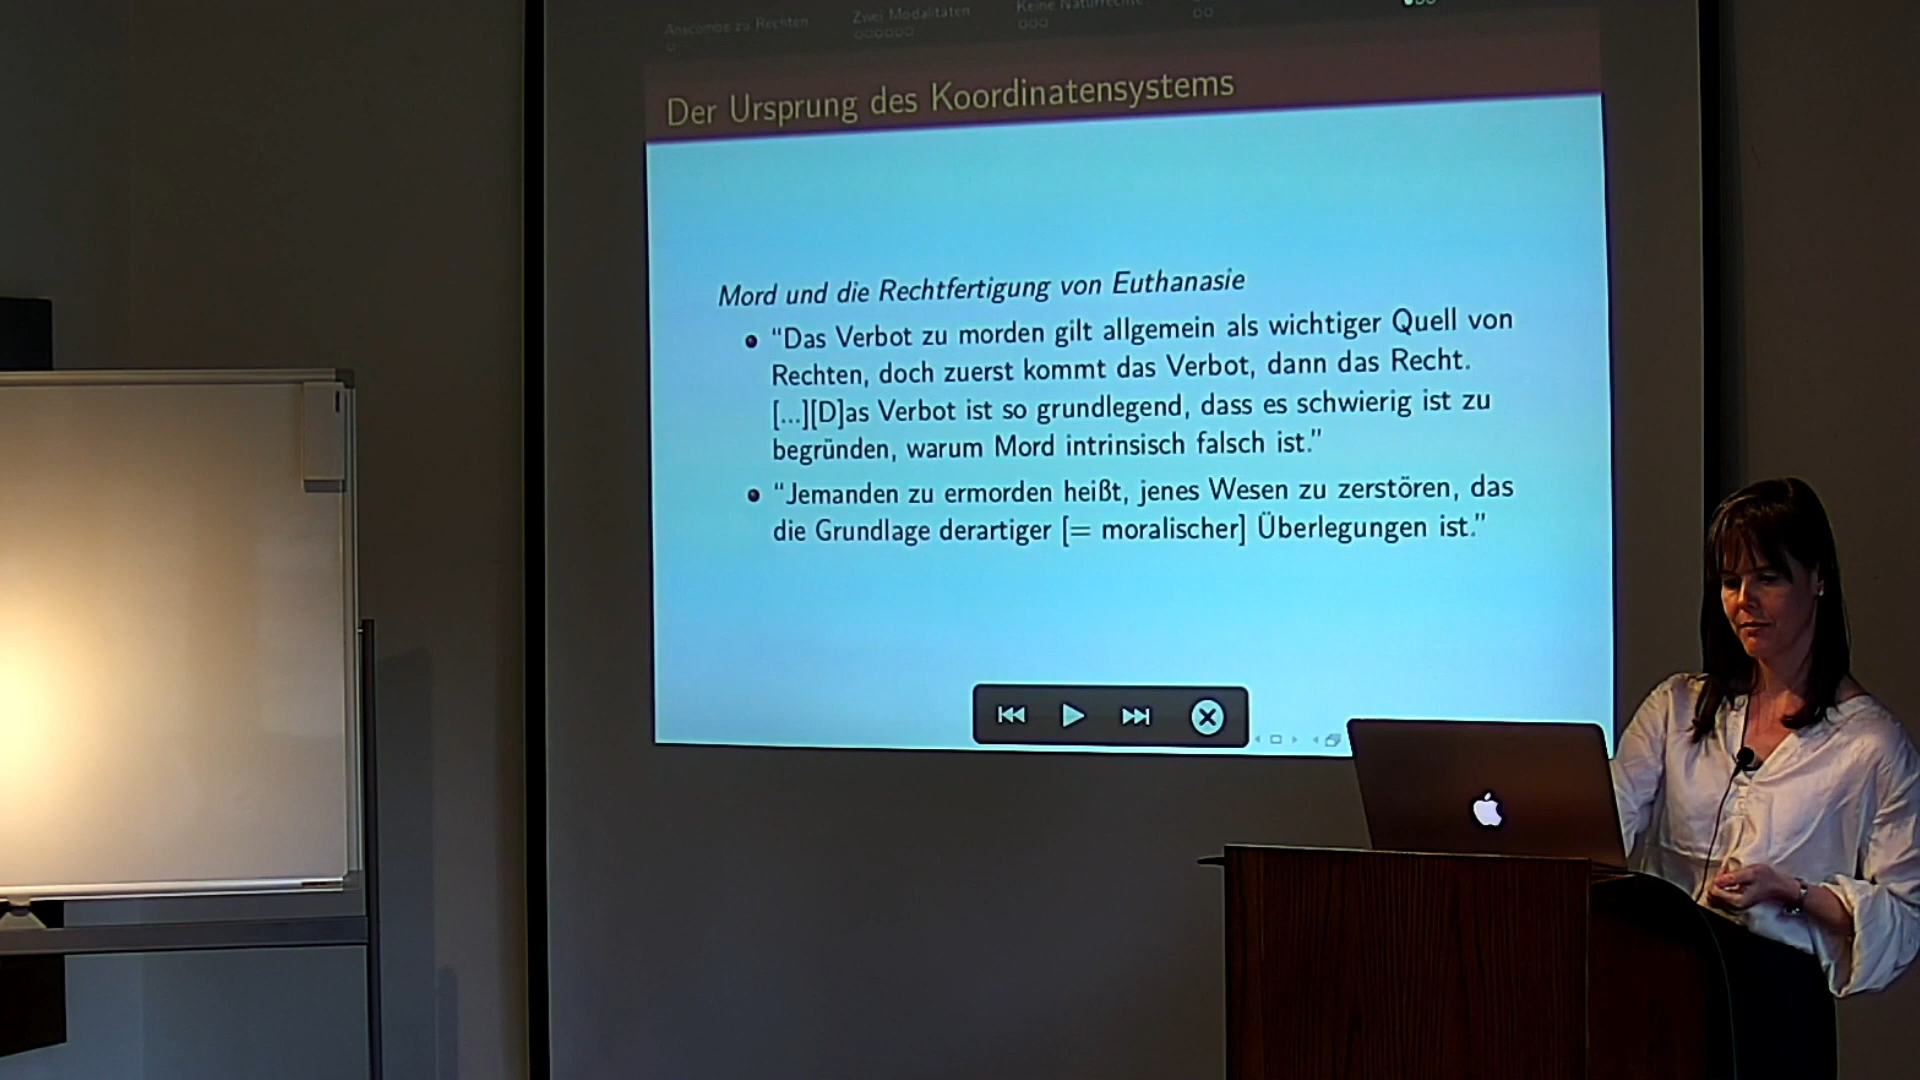 Anscombe zu Rechten
Zwei Modalitäten
Keine Naturrechte
Der Ursprung des Koordinatensystems
Mord und die Rechtfertigung von Euthanasie
“Das Verbot zu morden gilt allgemein als wichtiger Quell von
Rechten, doch zuerst kommt das Verbot, dann das Recht.
[...][D]as Verbot ist so grundlegend, dass es schwierig ist zu
begründen, warum Mord intrinsisch falsch ist.”
“Jemanden zu ermorden heißt, jenes Wesen zu zerstören, das
die Grundlage derartiger [= moralischer] Überlegungen ist.”